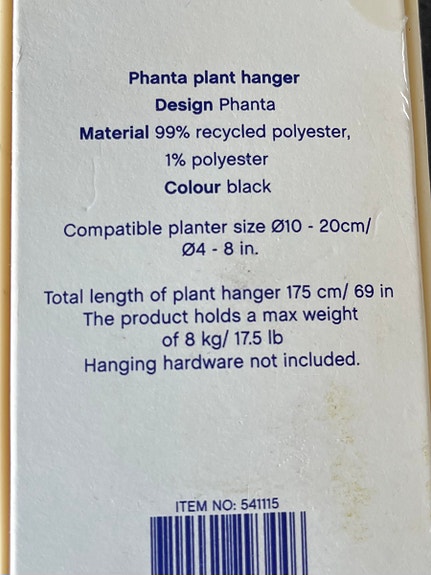 Phanta plant hanger
Design Phanta
Material 99% recycled polyester,
1% polyester
Colour black
Compatible planter size Ø10 - 20cm/
Ø4 - 8 in.
Total length of plant hanger 175 cm/ 69 in
The product holds a max weight
of 8 kg/ 17.5 lb
Hanging hardware not included.
ITEM NO: 541115